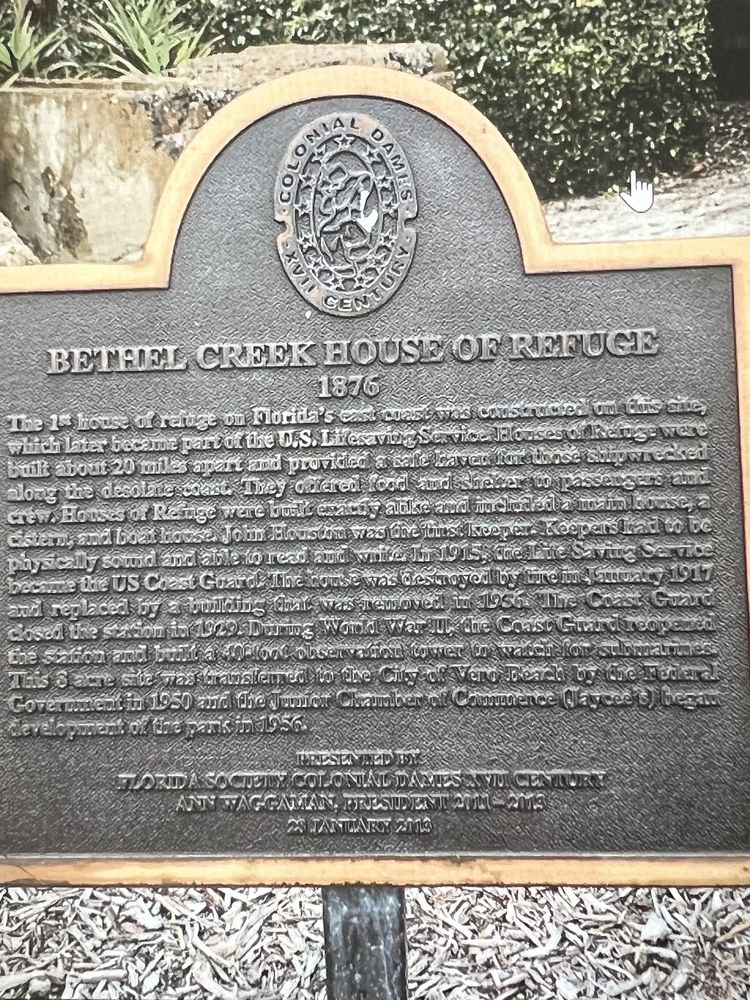 COLONIAL DAMES
XVII CENTURY
BETHEL CREEK HOUSE OF REFUGE
1876
The 1st house of refuge on Florida's east coast was constructed on this site,
which later became part of the U.S. Lifesaving Service. Houses of Refuge were
built about 20 miles apart and provided a safe haven for those shipwrecked
along the desolate coast. They offered food and shelter to passengers and
crew. Houses of Refuge were built exactly alike and included a main house, a
cistern, and boat house. John Houston was the first keeper. Keepers had to be
physically sound and able to read and write. In 1915, the Life Saving Service
became the US Coast Guard. The house was destroyed by fire in January 1917
and replaced by a building that was removed in 1956. The Coast Guard
closed the station in 1929. During World War II, the Coast Guard reopened
the station and built a 40 foot observation tower to watch for submarines.
This 8 acre site was transferred to the City of Vero Beach by the Federal
Government in 1950 and the Junior Chamber of Commerce (Jaycee's) began
development of the park in 1956.
PRESENTED BY
FLORIDA SOCIETY COLONIAL DAMES XVII CENTURY
ANN WAGGAMAN, PRESIDENT 2011 – 2013
28 JANUARY 2013